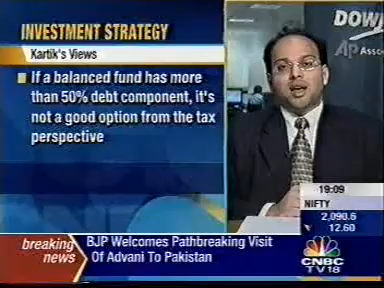 INVESTMENT STRATEGY
Kartik's Views
If a balanced fund has more
than 50% debt component, it's
not a good option from the tax
perspective
DOW
AP Assoc
19:09
NIFTY
2,090.6
12.60
breaking
news
BJP Welcomes Pathbreaking Visit
Of Advani To Pakistan
CNBC
TV18